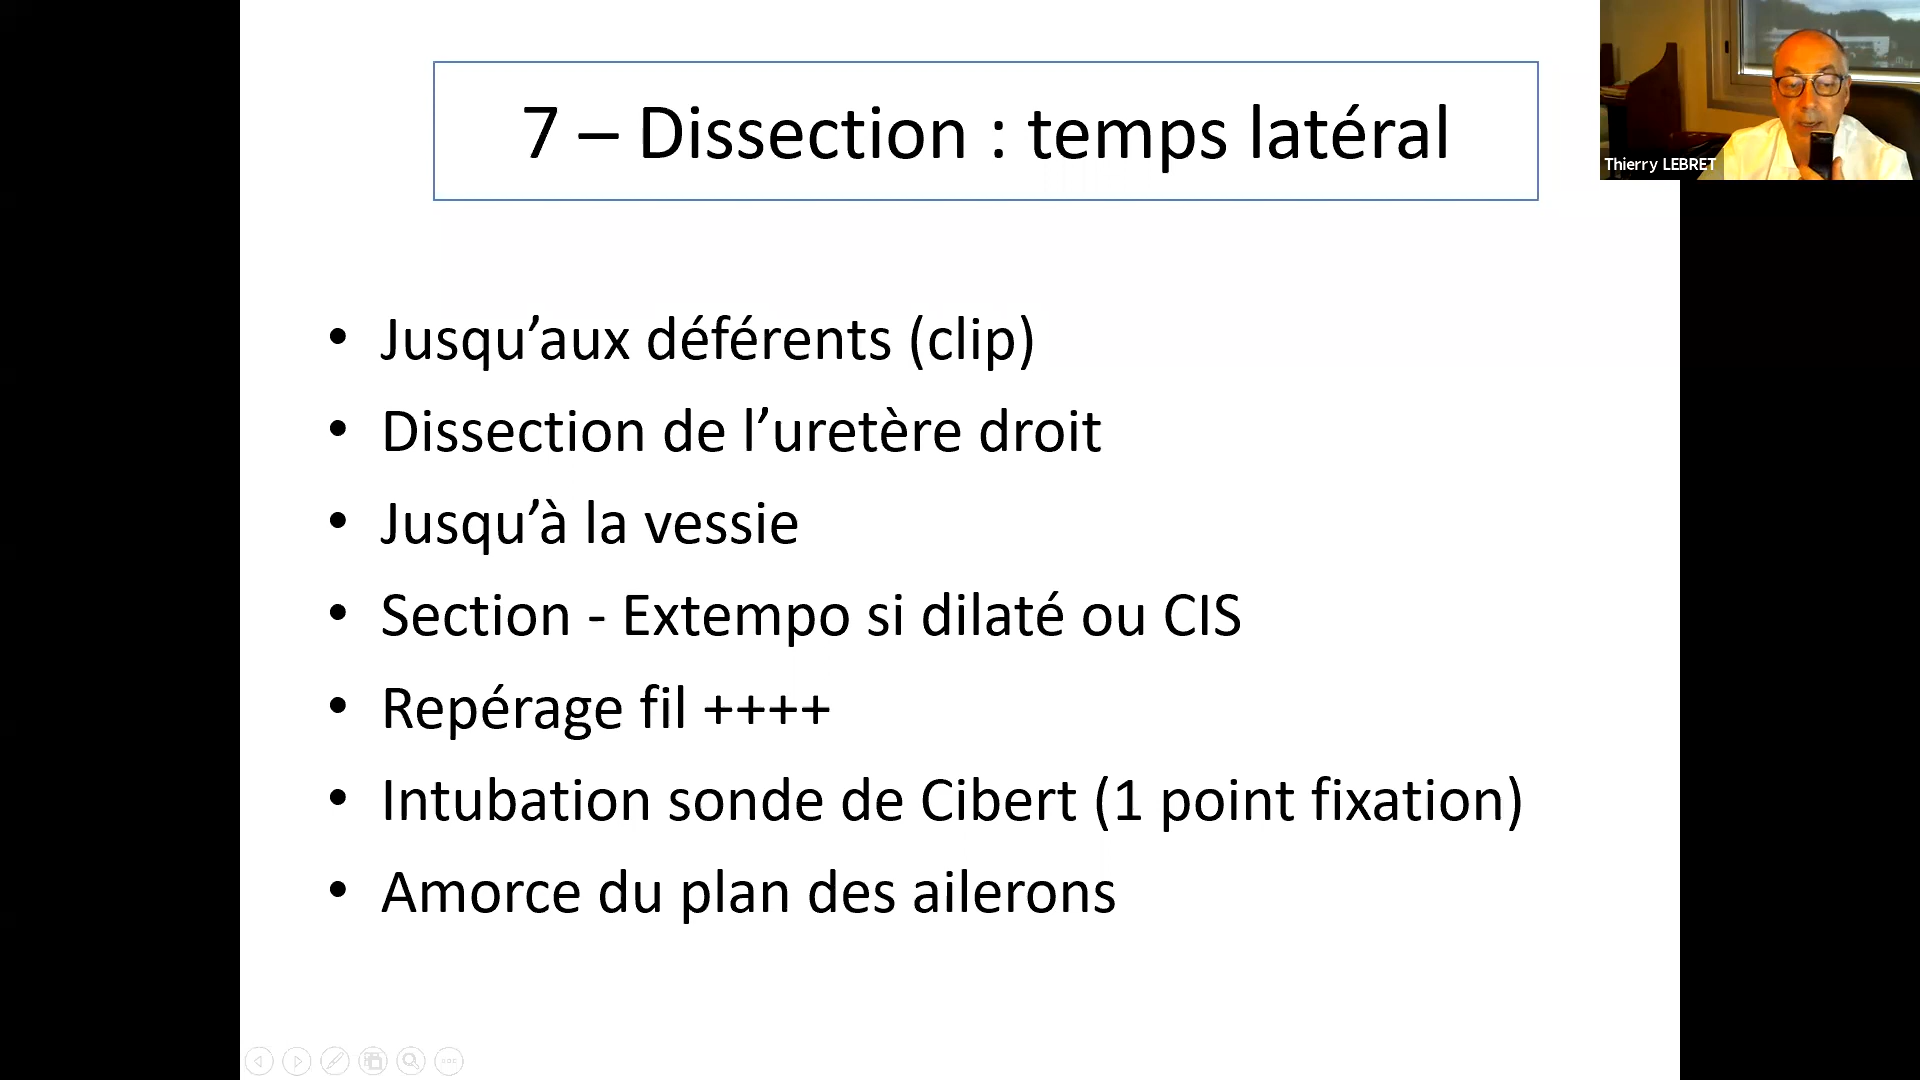 7 – Dissection : temps latéral
Thierry LEBRET
• Jusqu’aux déférents (clip)
• Dissection de l’uretère droit
• Jusqu’à la vessie
• Section - Extempo si dilaté ou CIS
• Repérage fil ++++
• Intubation sonde de Cibert (1 point fixation)
• Amorce du plan des ailerons